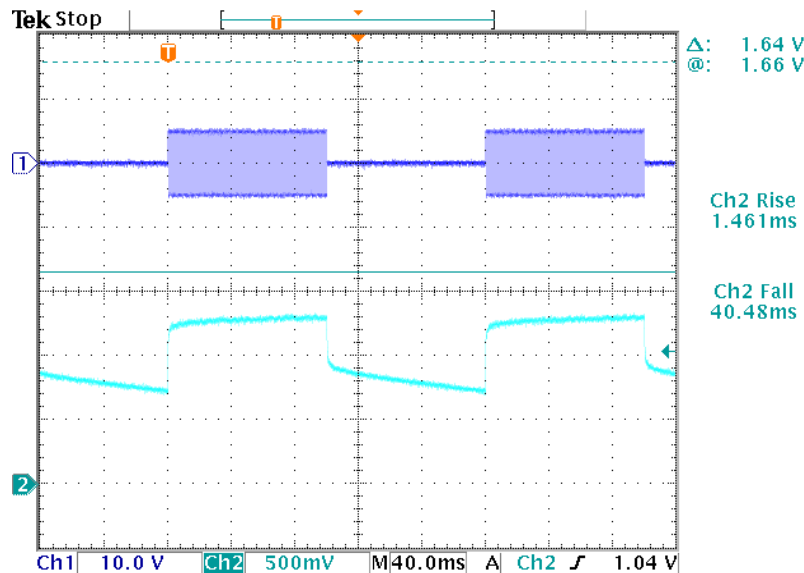 Tek Stop
T
T
Δ: 1.64 V
@: 1.66 V
1
Ch2 Rise
1.461ms
Ch2 Fall
40.48ms
2
Ch1 10.0 V Ch2 500mV M 40.0ms A Ch2 1.04 V